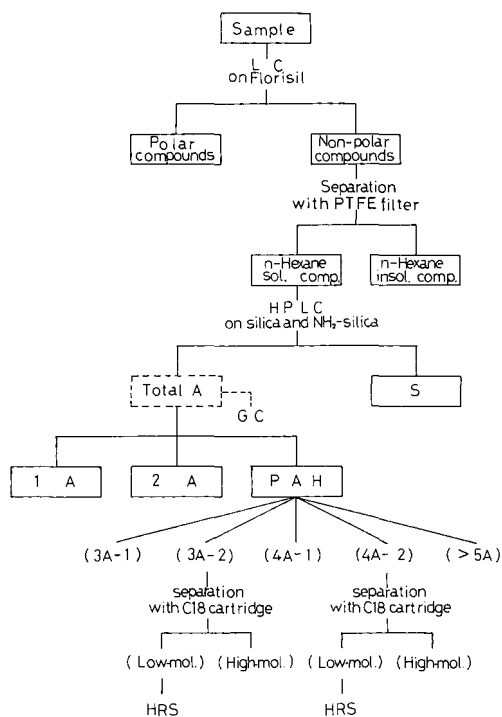 Sample
L C
on Florisil
Polar
compounds
Non-polar
compounds
Separation
with PTFE filter
n-Hexane
sol. comp.
n-Hexane
insol. comp.
H P L C
on silica and NH₂-silica
Total A
G C
S
1 A
2 A
P A H
(3A-1)
(3A-2)
(4A-1)
(4A-2)
(>5A)
separation
with C18 cartridge
separation
with C18 cartridge
(Low-mol.)
(High-mol.)
(Low-mol.)
(High-mol.)
HRS
HRS